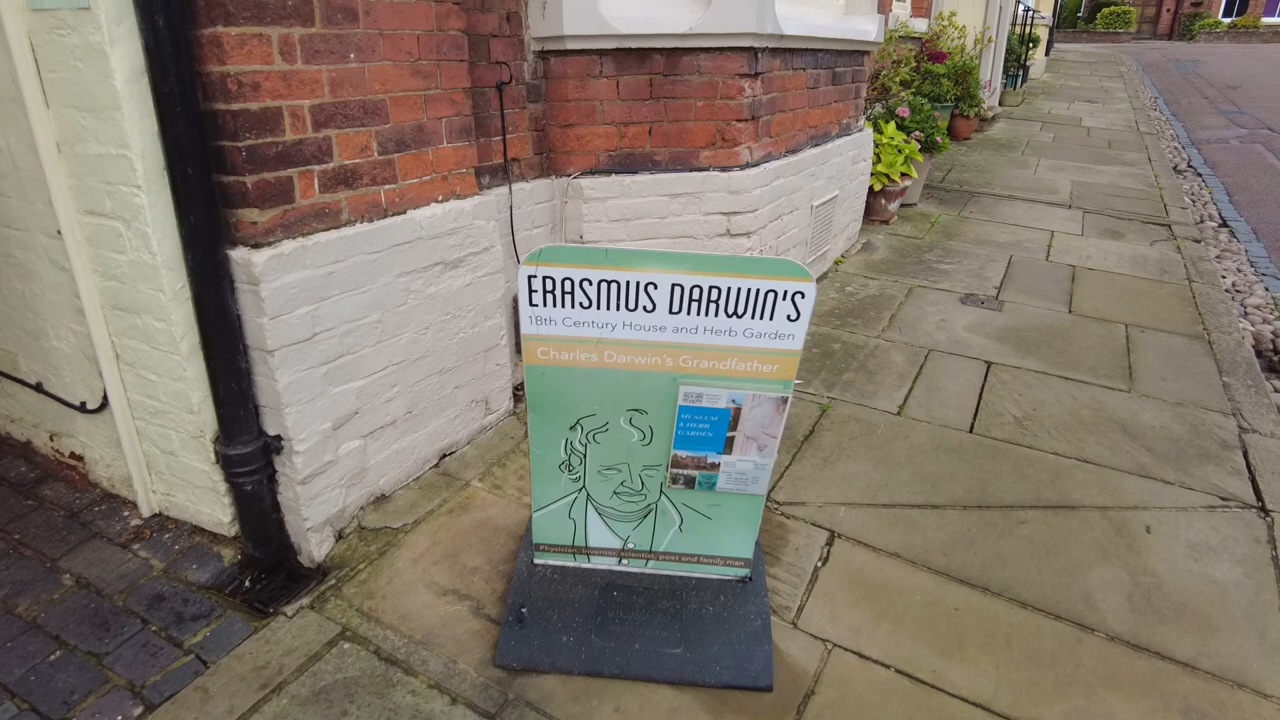 ERASMUS DARWIN'S
18th Century House and Herb Garden
Charles Darwin's Grandfather
MUSEUM
& HERB
GARDEN
Physician, inventor, scientist, poet and family man